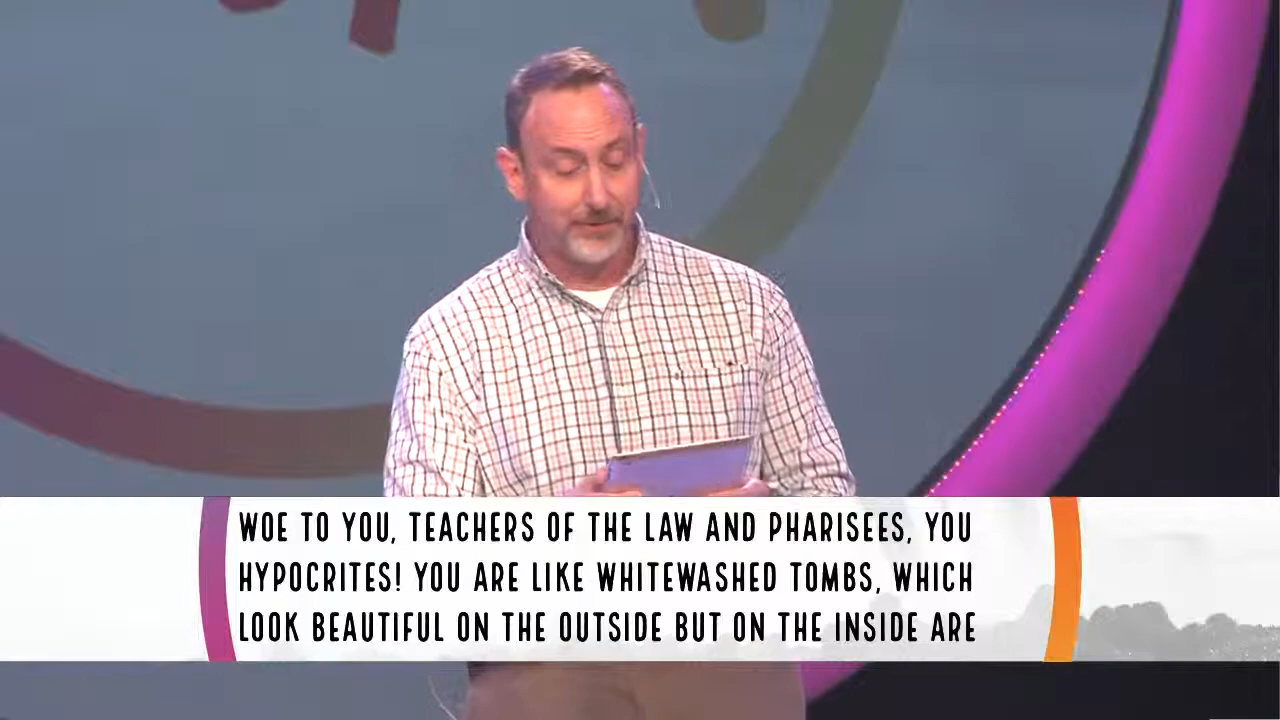 WOE TO YOU, TEACHERS OF THE LAW AND PHARISEES, YOU
HYPOCRITES! YOU ARE LIKE WHITEWASHED TOMBS, WHICH
LOOK BEAUTIFUL ON THE OUTSIDE BUT ON THE INSIDE ARE